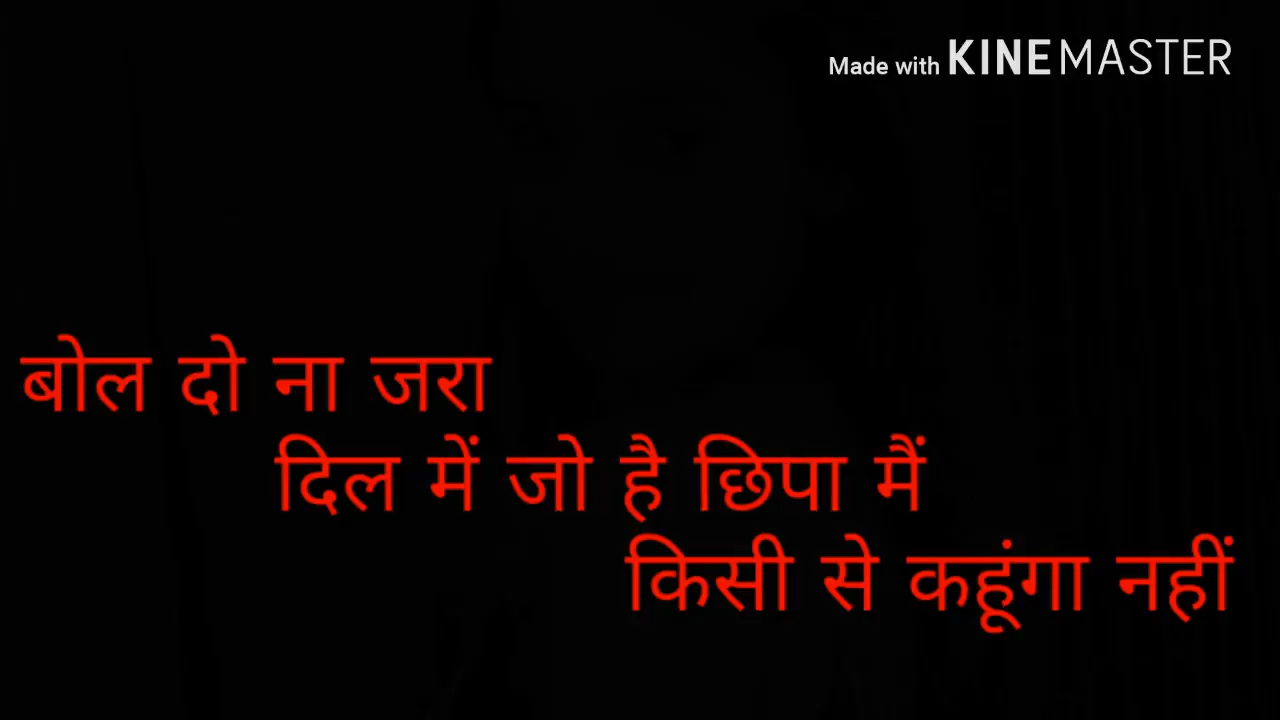 Made with KINEMASTER
बोल दो ना जरा
दिल में जो है छिपा मैं
किसी से कहूंगा नहीं